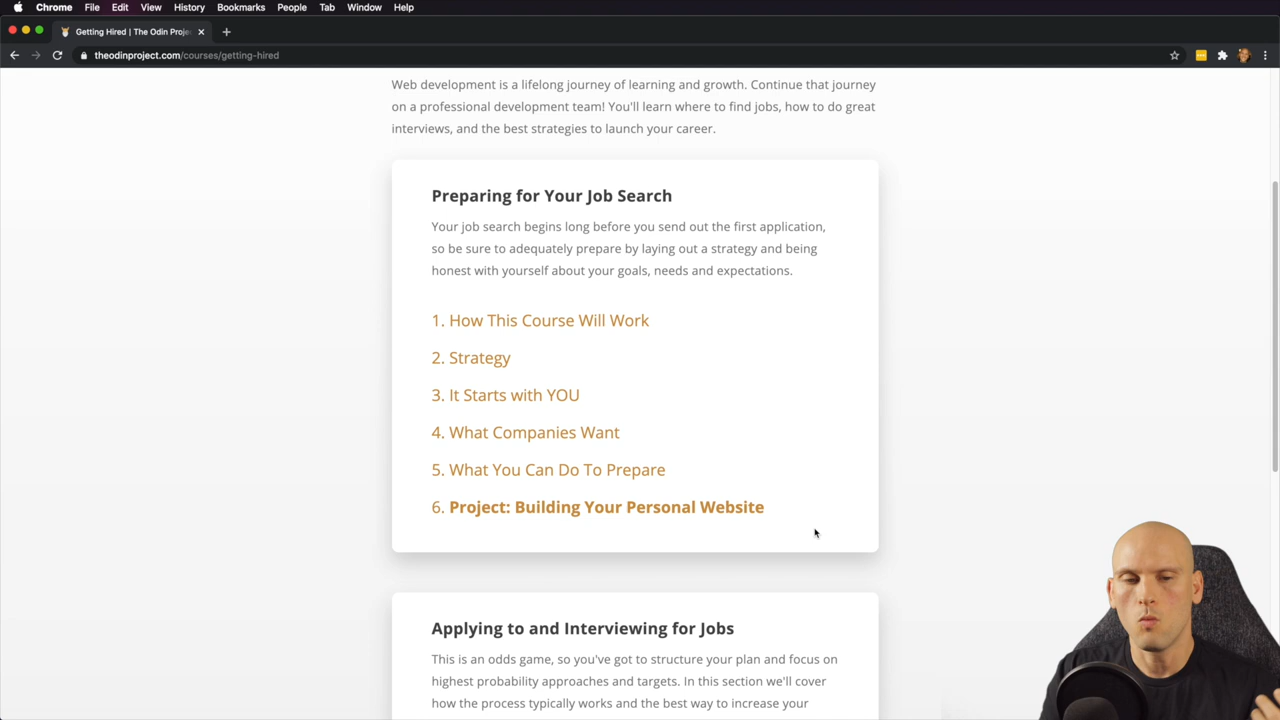 Chrome File Edit View History Bookmarks People Tab Window Help
Getting Hired | The Odin Proje
theodinproject.com/courses/getting-hired
Web development is a lifelong journey of learning and growth. Continue that journey
on a professional development team! You'll learn where to find jobs, how to do great
interviews, and the best strategies to launch your career.
Preparing for Your Job Search
Your job search begins long before you send out the first application,
so be sure to adequately prepare by laying out a strategy and being
honest with yourself about your goals, needs and expectations.
1. How This Course Will Work
2. Strategy
3. It Starts with YOU
4. What Companies Want
5. What You Can Do To Prepare
6. Project: Building Your Personal Website
Applying to and Interviewing for Jobs
This is an odds game, so you've got to structure your plan and focus on
highest probability approaches and targets. In this section we'll cover
how the process typically works and the best way to increase your